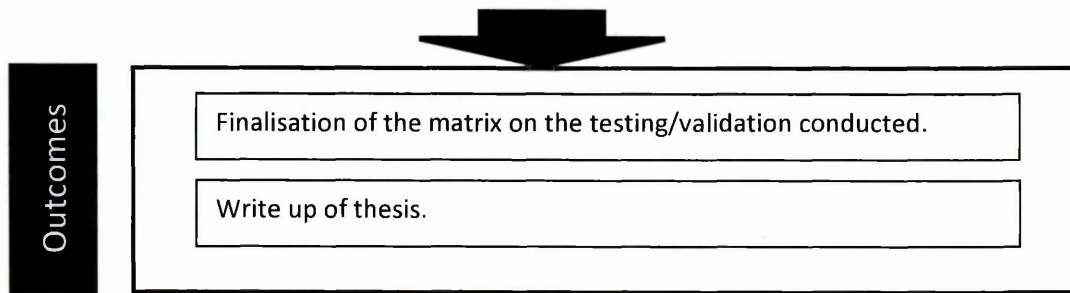 Outcomes
Finalisation of the matrix on the testing/validation conducted.
Write up of thesis.